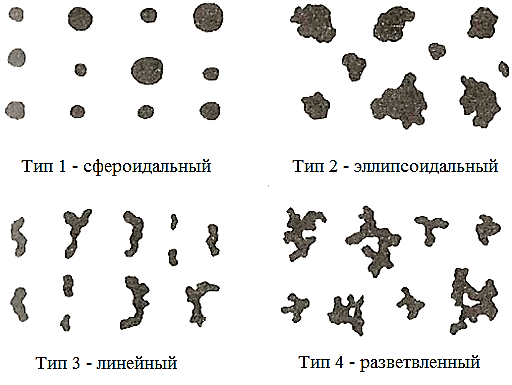 Тип 1 - сфероидальный
Тип 2 - эллипсоидальный
Тип 3 - линейный
Тип 4 - разветвленный